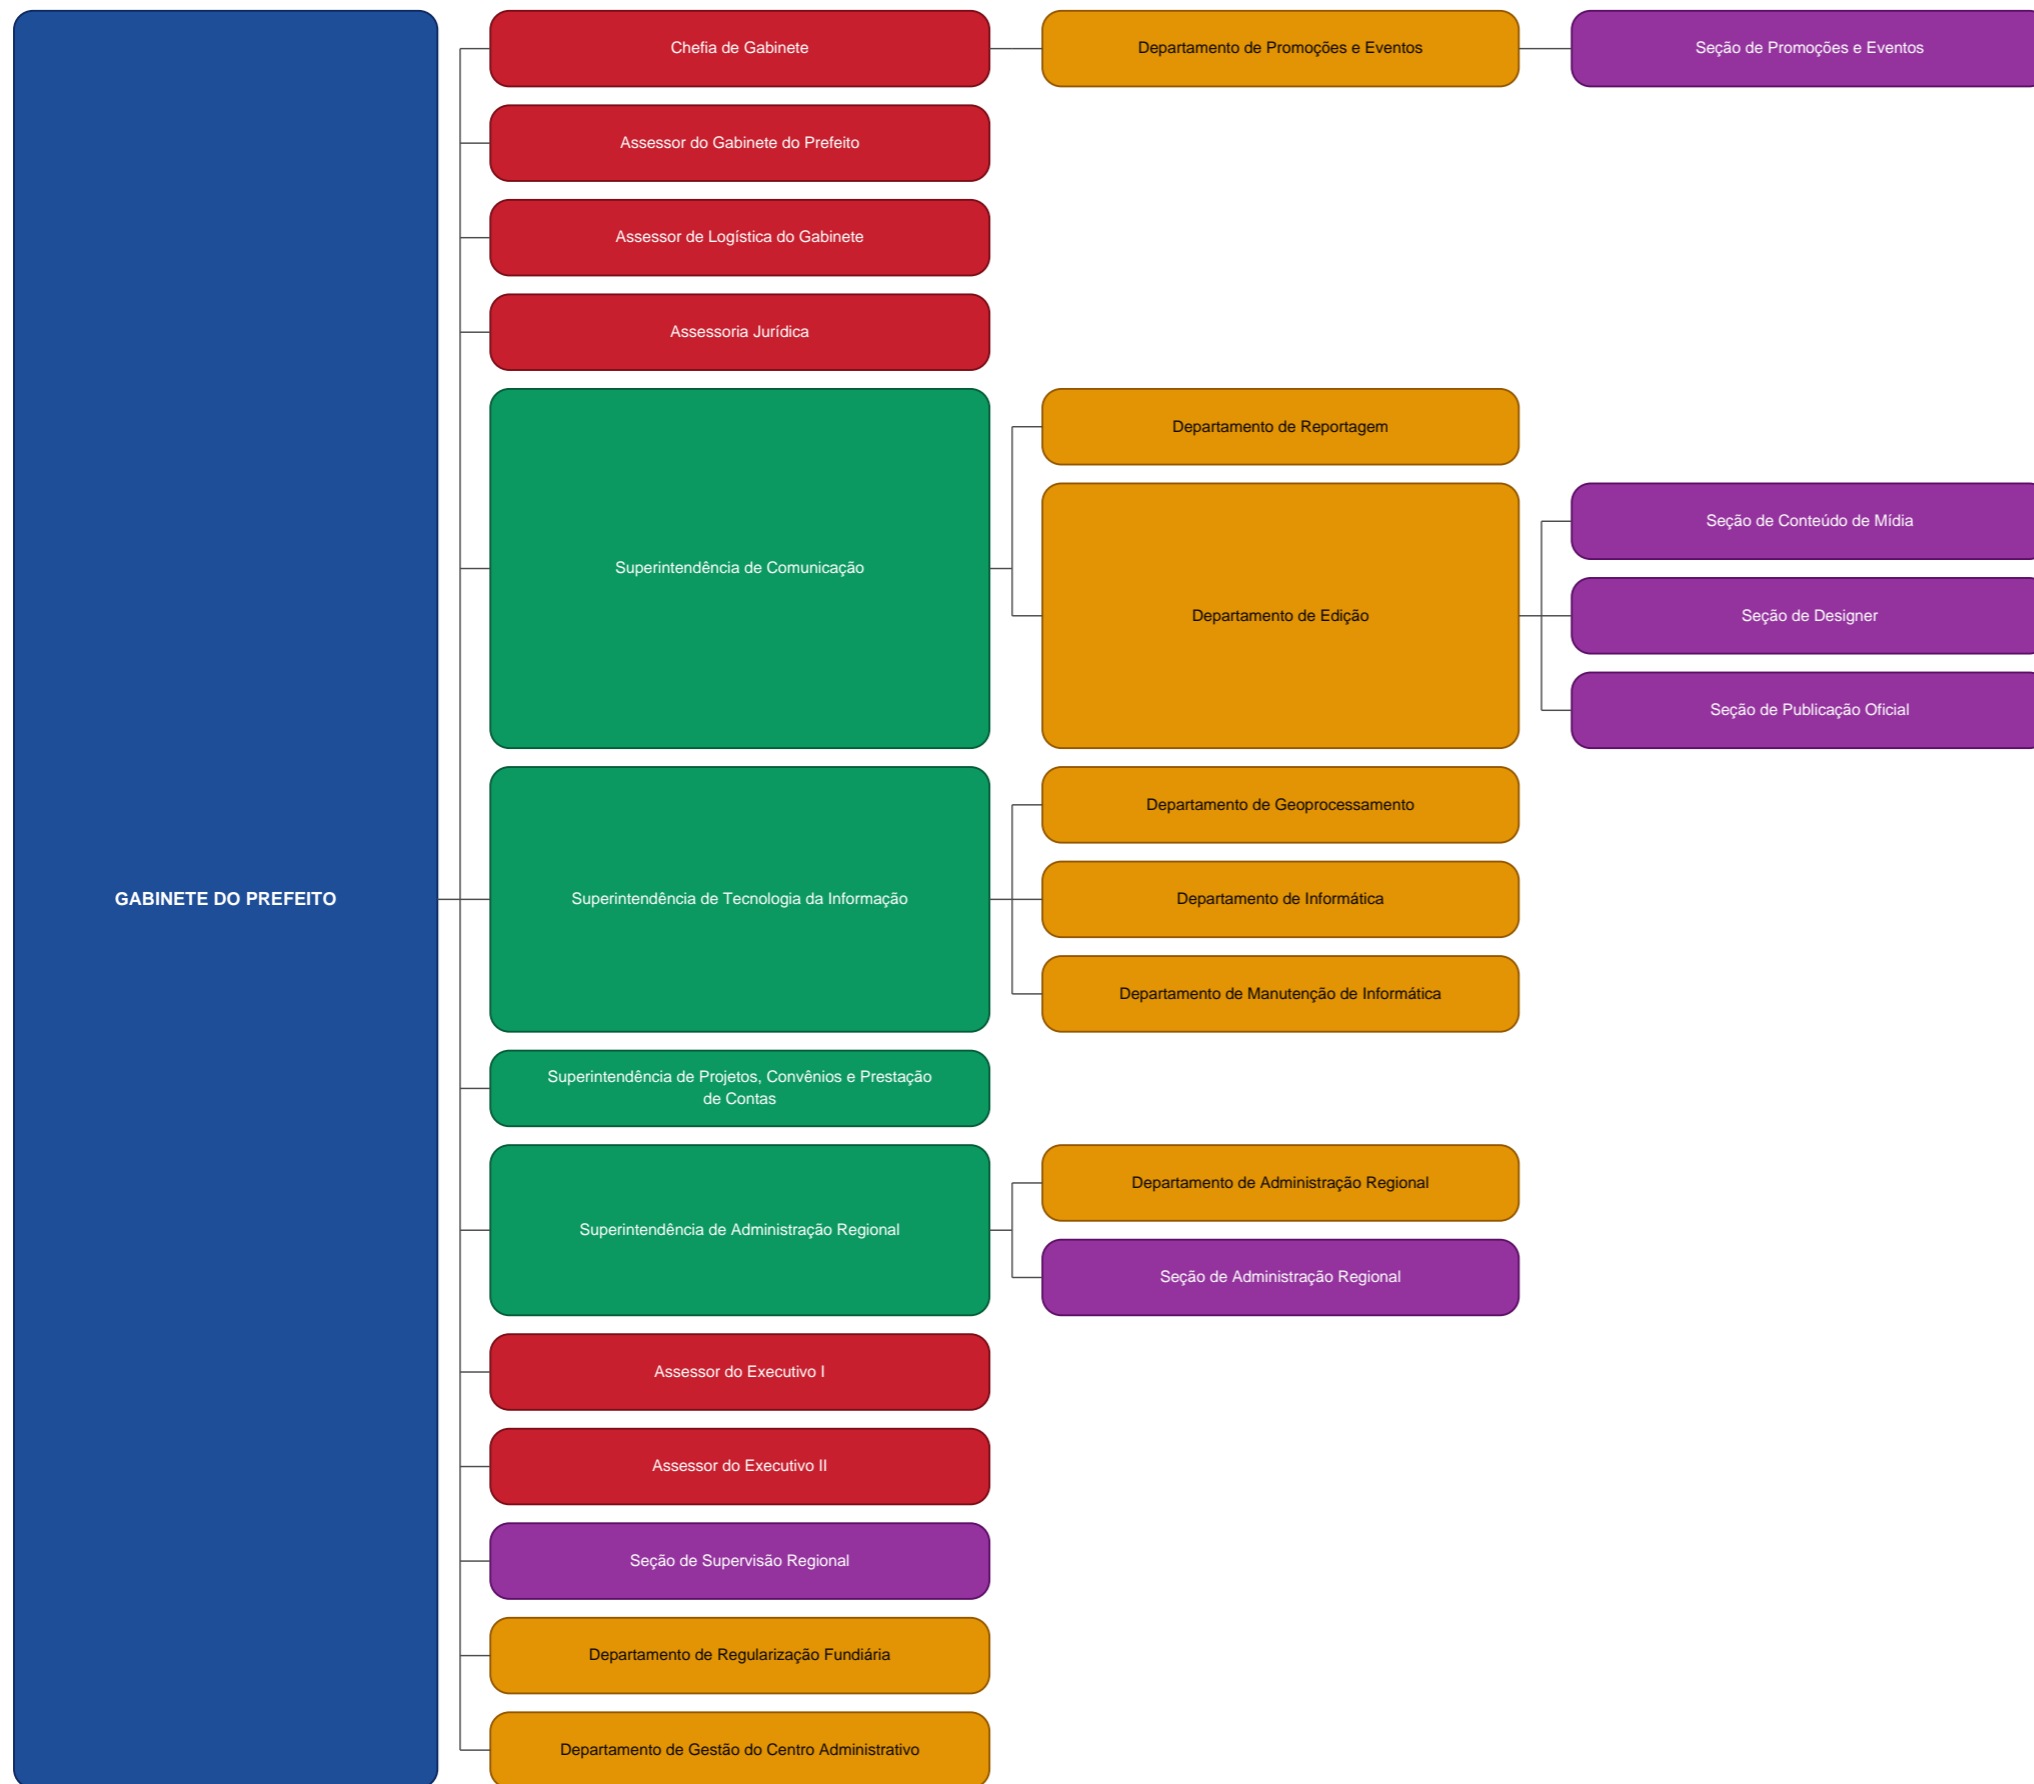 GABINETE DO PREFEITO
Chefia de Gabinete
Departamento de Promoções e Eventos
Seção de Promoções e Eventos
Assessor do Gabinete do Prefeito
Assessor de Logística do Gabinete
Assessoria Jurídica
Superintendência de Comunicação
Departamento de Reportagem
Departamento de Edição
Seção de Conteúdo de Mídia
Seção de Designer
Seção de Publicação Oficial
Superintendência de Tecnologia da Informação
Departamento de Geoprocessamento
Departamento de Informática
Departamento de Manutenção de Informática
Superintendência de Projetos, Convênios e Prestação
de Contas
Superintendência de Administração Regional
Departamento de Administração Regional
Seção de Administração Regional
Assessor do Executivo I
Assessor do Executivo II
Seção de Supervisão Regional
Departamento de Regularização Fundiária
Departamento de Gestão do Centro Administrativo